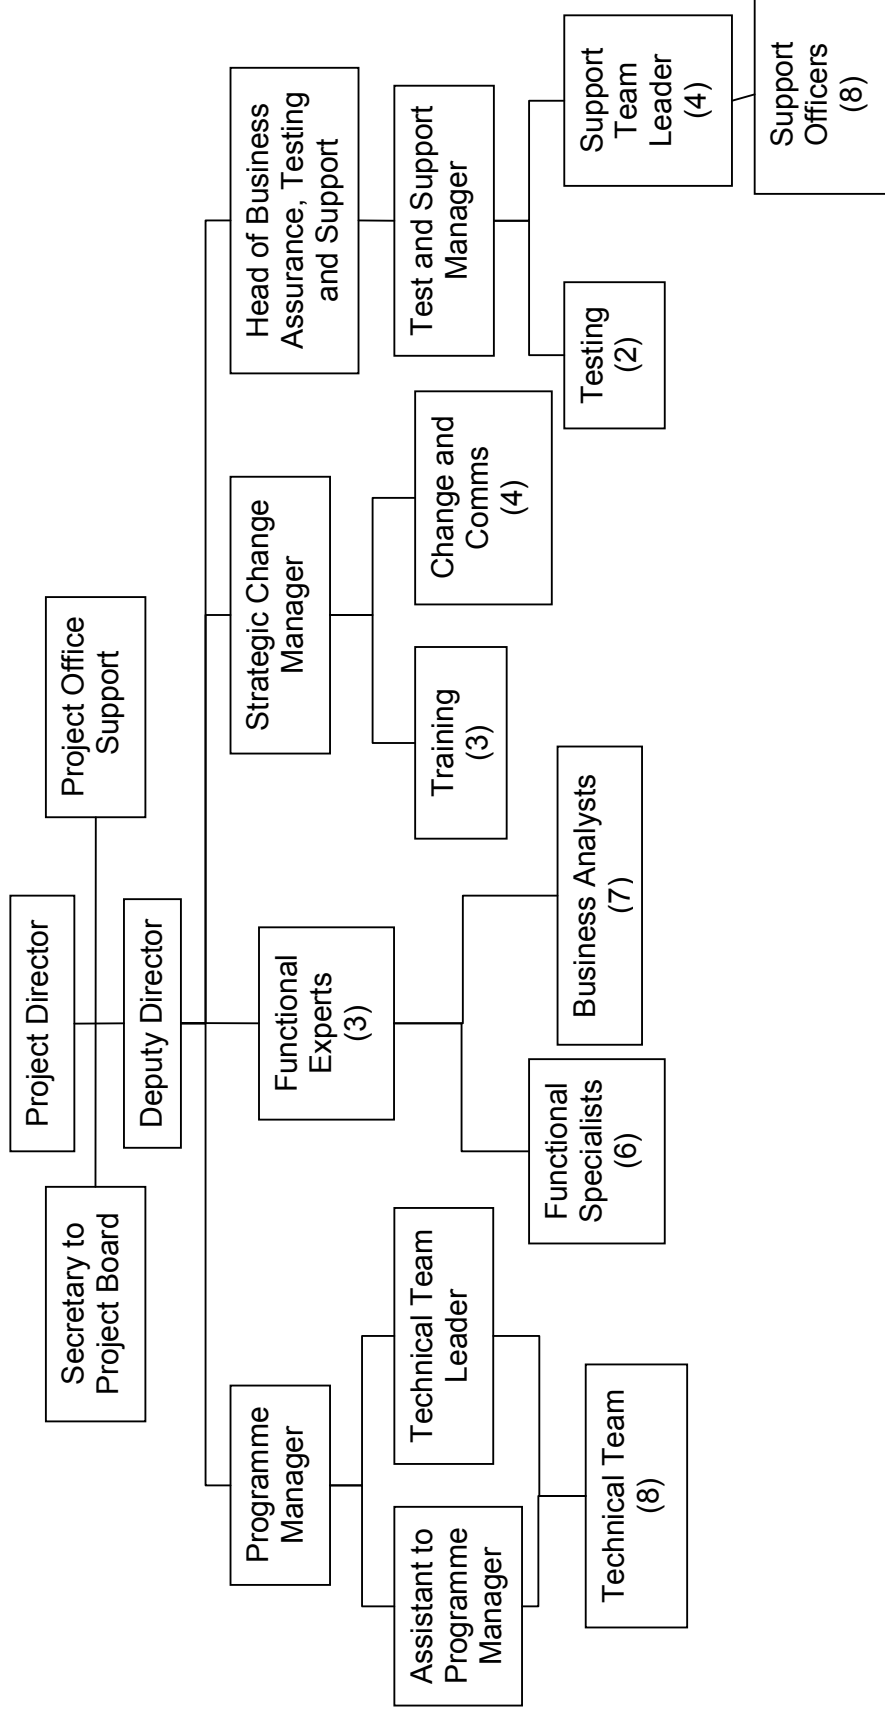 Project Director
Secretary to
Project Board
Project Office
Support
Deputy Director
Programme
Manager
Functional
Experts
(3)
Strategic Change
Manager
Head of Business
Assurance, Testing
and Support
Assistant to
Programme
Manager
Technical Team
Leader
Training
(3)
Change and
Comms
(4)
Test and Support
Manager
Technical Team
(8)
Functional
Specialists
(6)
Business Analysts
(7)
Testing
(2)
Support
Team
Leader
(4)
Support
Officers
(8)